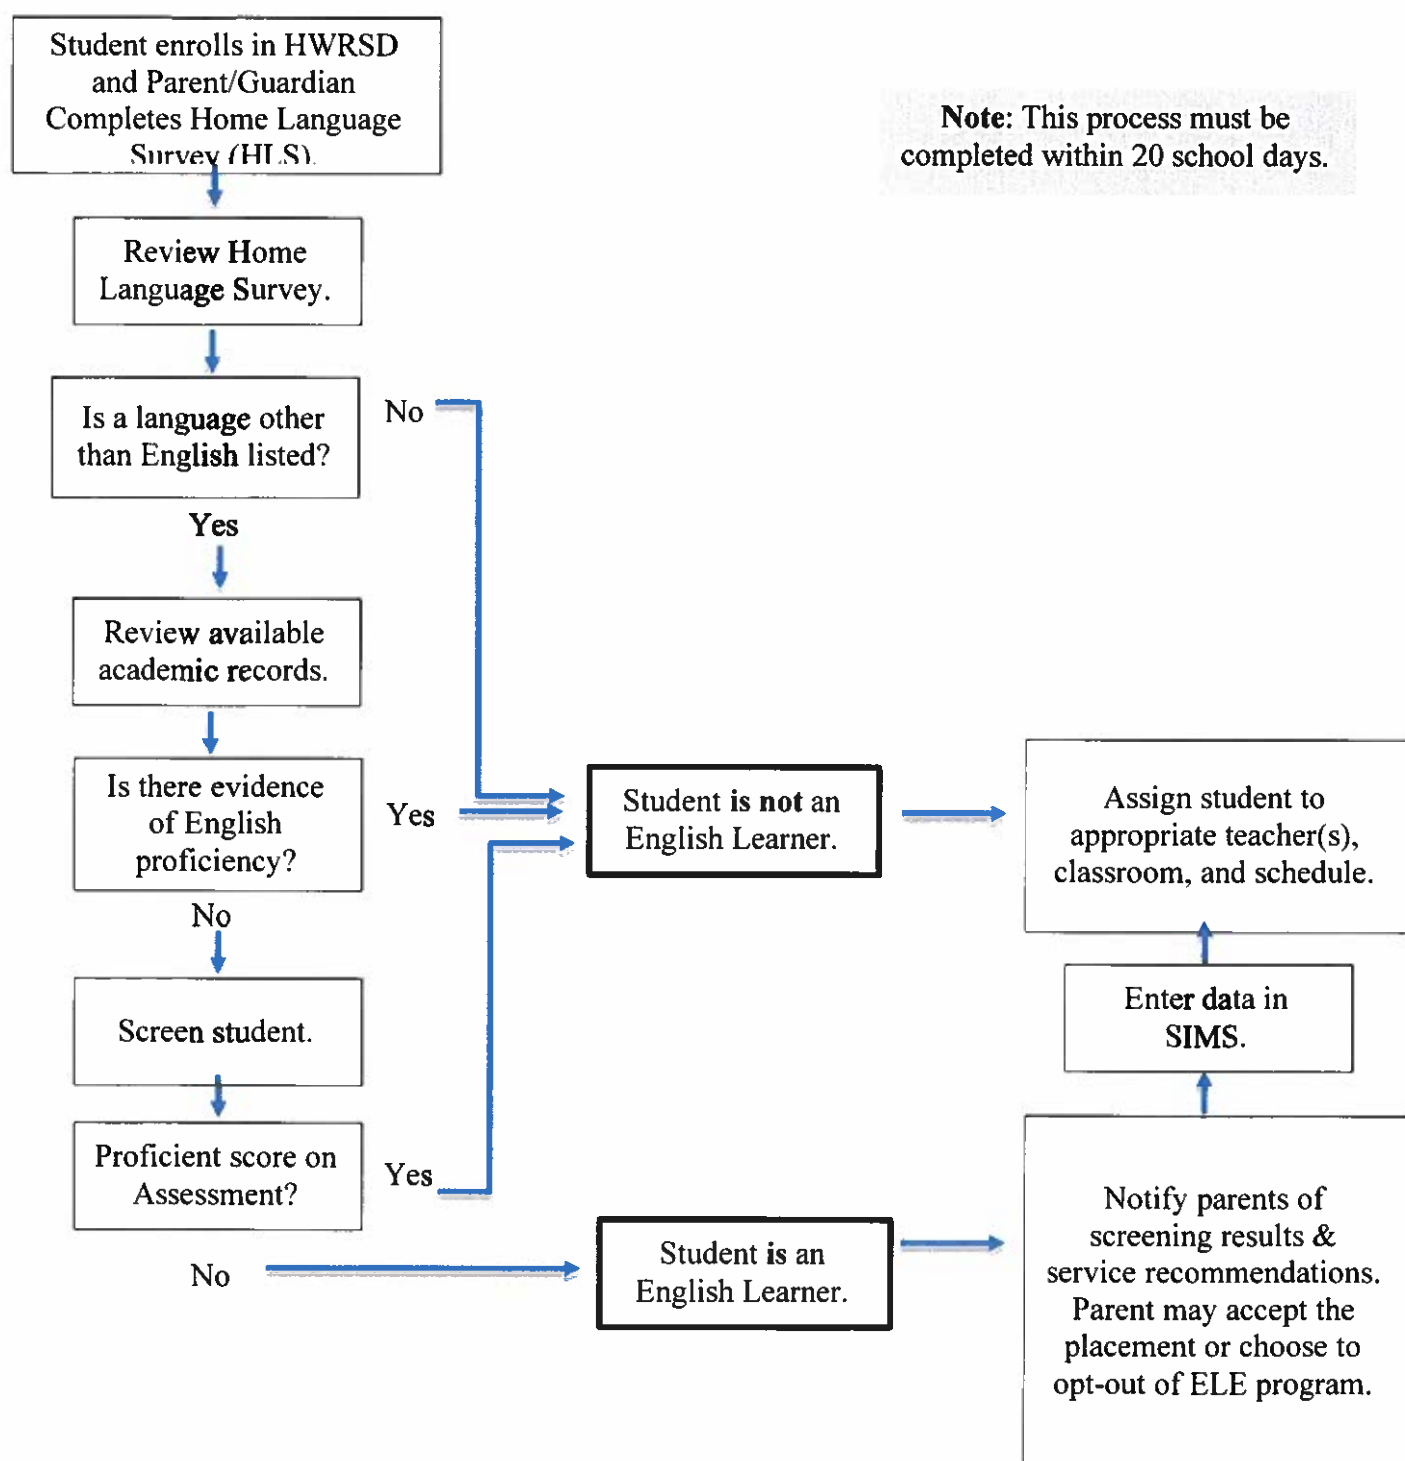 Student enrolls in HWRSD
and Parent/Guardian
Completes Home Language
Survey (HLS).
Note: This process must be
completed within 20 school days.
Review Home
Language Survey.
Is a language other
than English listed?
No
Yes
Review available
academic records.
Is there evidence
of English
proficiency?
Yes
No
Student is not an
English Learner.
Assign student to
appropriate teacher(s),
classroom, and schedule.
Screen student.
Enter data in
SIMS.
Proficient score on
Assessment?
Yes
No
Student is an
English Learner.
Notify parents of
screening results &
service recommendations.
Parent may accept the
placement or choose to
opt-out of ELE program.